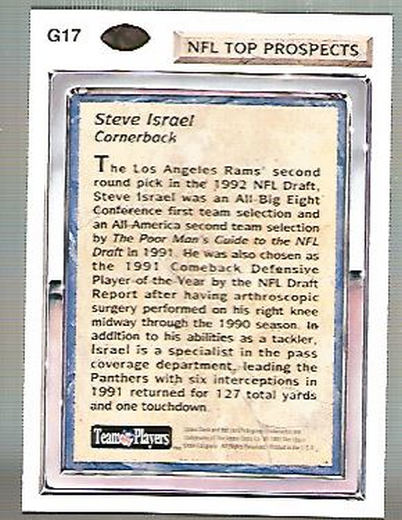 G17
NFL TOP PROSPECTS
Steve Israel
Cornerback
The Los Angeles Rams' second
round pick in the 1992 NFL Draft,
Steve Israel was an All-Big Eight
Conference first team selection and
an All-America second team selection
by The Poor Man's Guide to the NFL
Draft in 1991. He was also chosen as
the 1991 Comeback Defensive
Player of the Year by the NFL Draft
Report after having arthroscopic
surgery performed on his right knee
midway through the 1990 season. In
addition to his abilities as a tackler,
Israel is a specialist in the pass
coverage department, leading the
Panthers with six interceptions in
1991 returned for 127 total yards
and one touchdown.
Team NFL Players